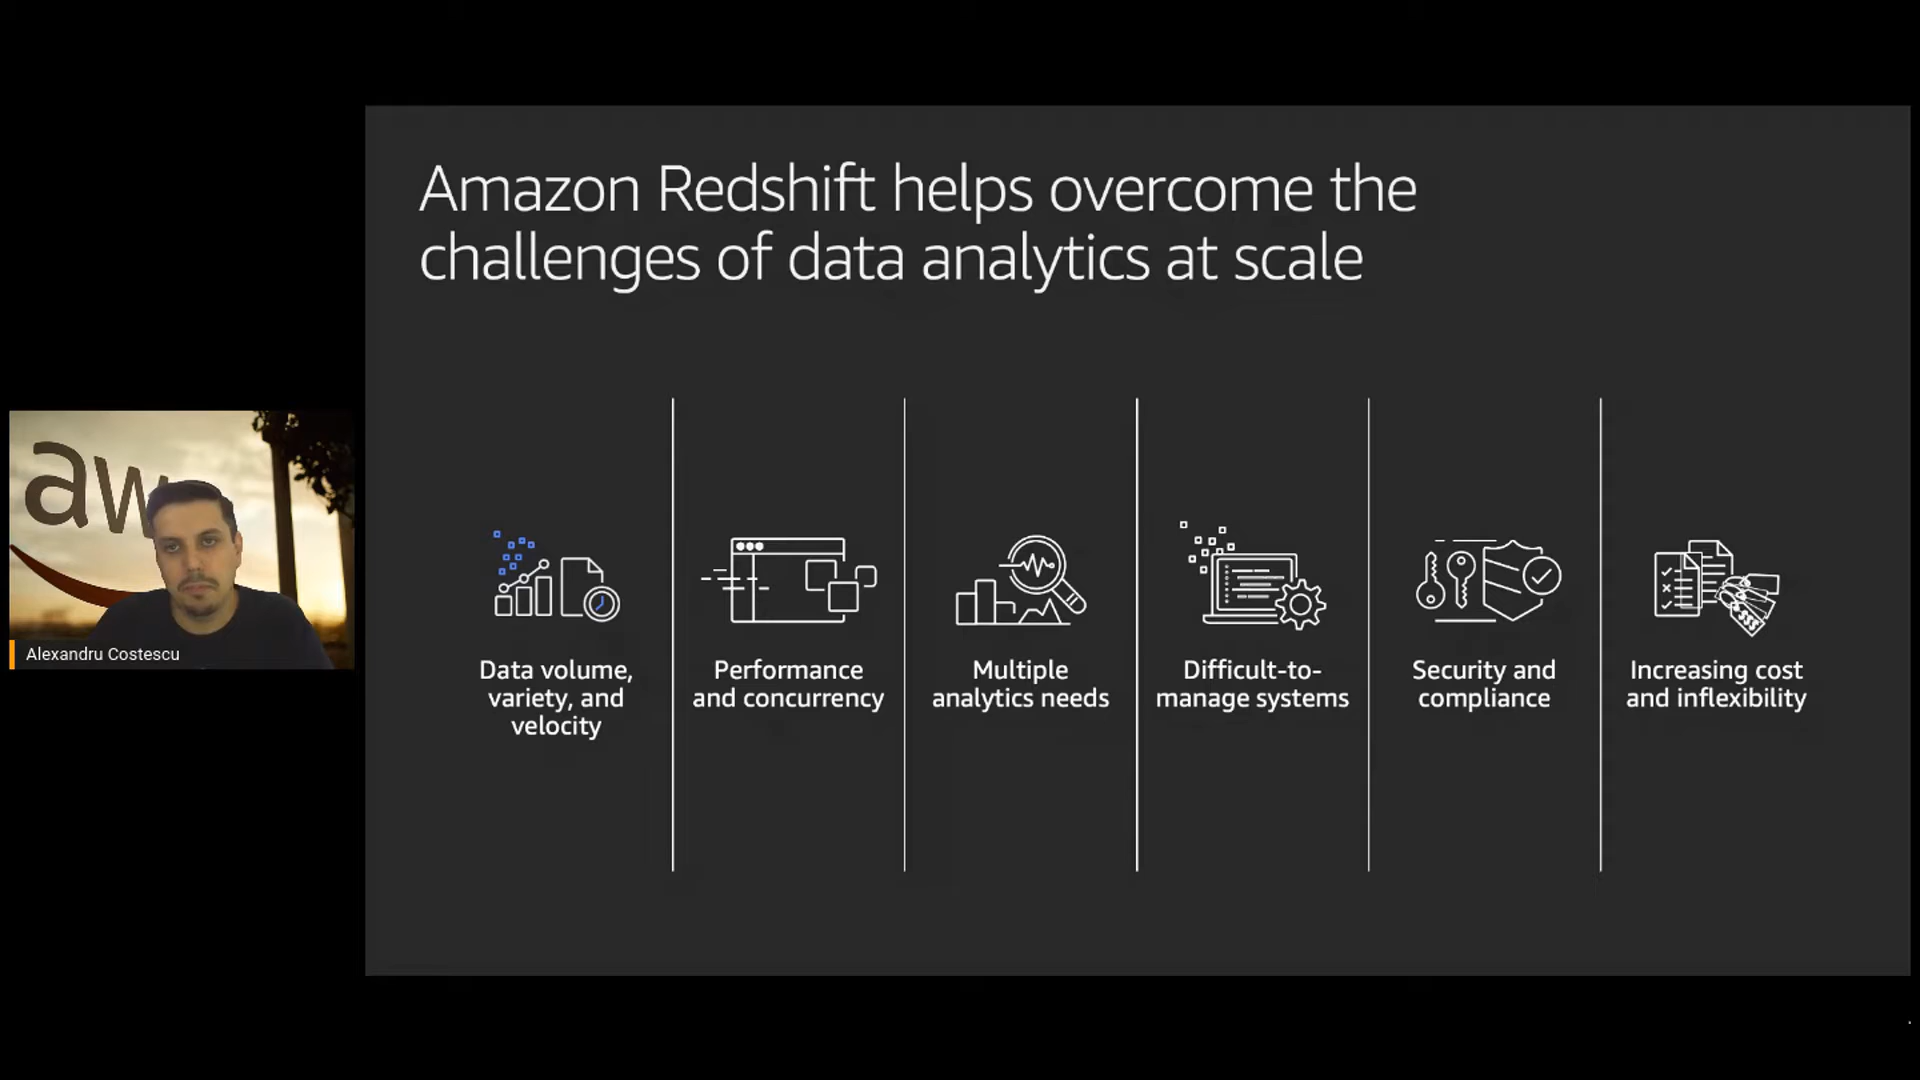 Amazon Redshift helps overcome the
challenges of data analytics at scale
aw
Alexandru Costescu
Data volume,
variety, and
velocity
Performance
and concurrency
Multiple
analytics needs
Difficult-to-
manage systems
Security and
compliance
Increasing cost
and inflexibility